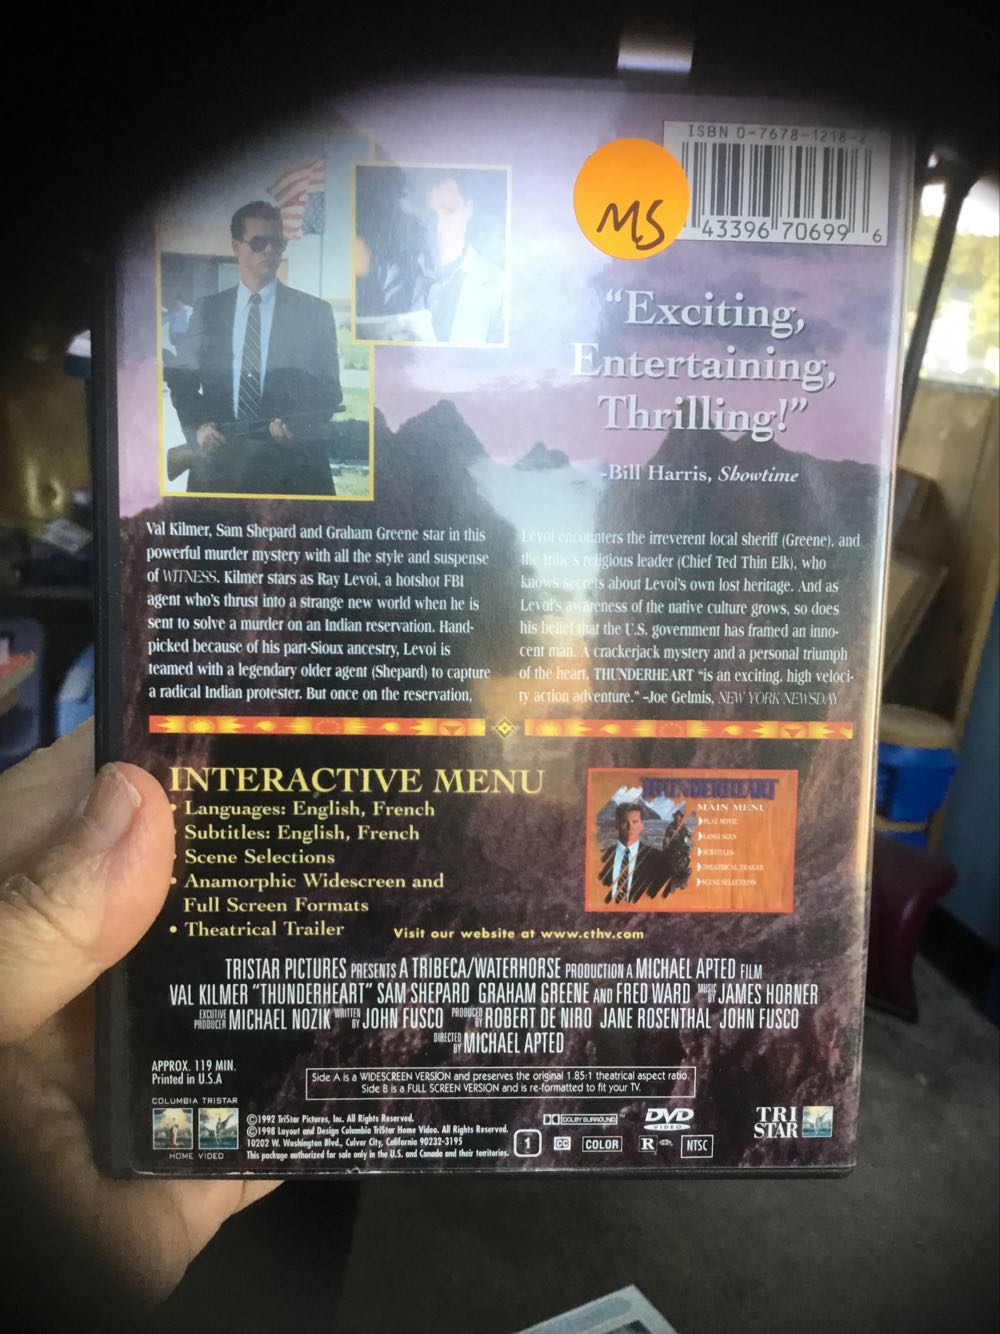 ISBN 0-7678-1218-2
MS
43396 70699 6
“Exciting,
Entertaining,
Thrilling!”
-Bill Harris, Showtime
Val Kilmer, Sam Shepard and Graham Greene star in this
powerful murder mystery with all the style and suspense
of WITNESS. Kilmer stars as Ray Levoi, a hotshot FBI
agent who's thrust into a strange new world when he is
sent to solve a murder on an Indian reservation. Hand-
picked because of his part-Sioux ancestry, Levoi is
teamed with a legendary older agent (Shepard) to capture
a radical Indian protester. But once on the reservation,
Levoi encounters the irreverent local sheriff (Greene), and
the tribe's religious leader (Chief Ted Thin Elk), who
knows secrets about Levoi's own lost heritage. And as
Levoi's awareness of the native culture grows, so does
his belief that the U.S. government has framed an inno-
cent man. A crackerjack mystery and a personal triumph
of the heart, THUNDERHEART “is an exciting, high veloci-
ty action adventure.” –Joe Gelmis, NEW YORK NEWSDAY
INTERACTIVE MENU
• Languages: English, French
• Subtitles: English, French
• Scene Selections
• Anamorphic Widescreen and
Full Screen Formats
• Theatrical Trailer
THUNDERHEART
MAIN MENU
PLAY MOVIE
LANGUAGES
SUBTITLES
THEATRICAL TRAILER
SCENE SELECTIONS
Visit our website at www.cthv.com
TRISTAR PICTURES PRESENTS A TRIBECA/WATERHORSE PRODUCTION A MICHAEL APTED FILM
VAL KILMER “THUNDERHEART” SAM SHEPARD GRAHAM GREENE AND FRED WARD MUSIC BY JAMES HORNER
EXECUTIVE PRODUCER MICHAEL NOZIK WRITTEN BY JOHN FUSCO PRODUCED BY ROBERT DE NIRO JANE ROSENTHAL JOHN FUSCO
DIRECTED BY MICHAEL APTED
APPROX. 119 MIN.
Printed in U.S.A
Side A is a WIDESCREEN VERSION and preserves the original 1.85:1 theatrical aspect ratio.
Side B is a FULL SCREEN VERSION and is re-formatted to fit your TV.
COLUMBIA TRISTAR
HOME VIDEO
©1992 TriStar Pictures, Inc. All Rights Reserved.
©1998 Layout and Design Columbia TriStar Home Video. All Rights Reserved.
10202 W. Washington Blvd., Culver City, California 90232-3195
This package authorized for sale only in the U.S. and Canada and their territories.
1
DOLBY SURROUND
CC
COLOR
DVD
VIDEO
R
NTSC
TRI
STAR